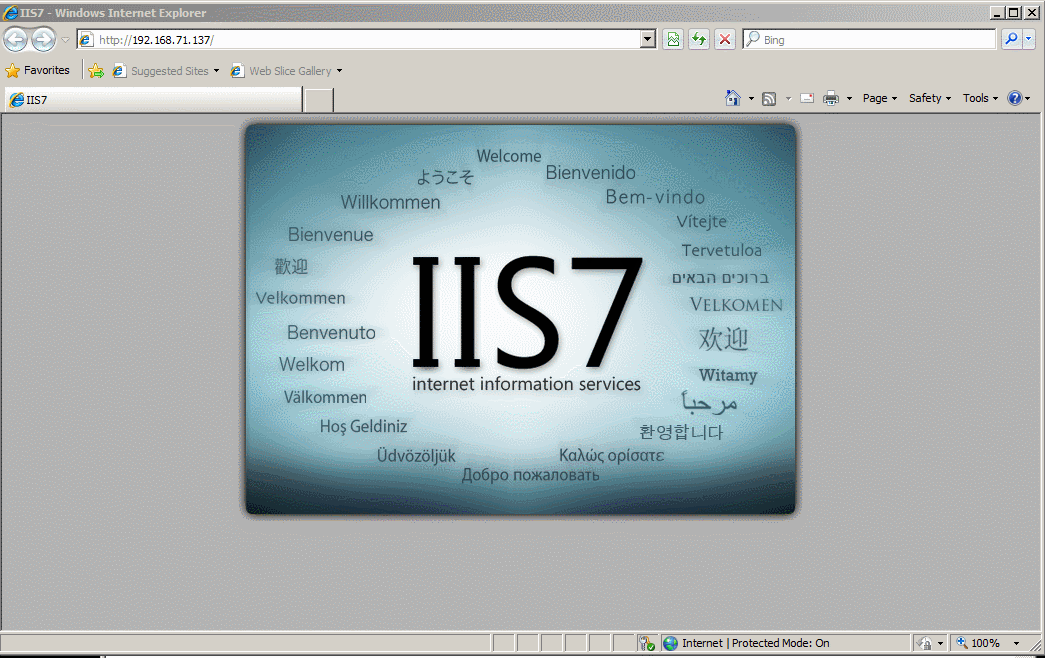 IIS7 - Windows Internet Explorer
http://192.168.71.137/
Bing
Favorites
Suggested Sites
Web Slice Gallery
IIS7
Page
Safety
Tools
Welcome
ようこそ
Bienvenido
Willkommen
Bem-vindo
Vítejte
Bienvenue
Tervetuloa
歡迎
ברוכים הבאים
Velkommen
VELKOMEN
Benvenuto
欢迎
IIS7
Welkom
internet information services
Witamy
Välkommen
مرحباً
Hoş Geldiniz
환영합니다
Üdvözöljük
Καλώς ορίσατε
Добро пожаловать
Internet | Protected Mode: On
100%